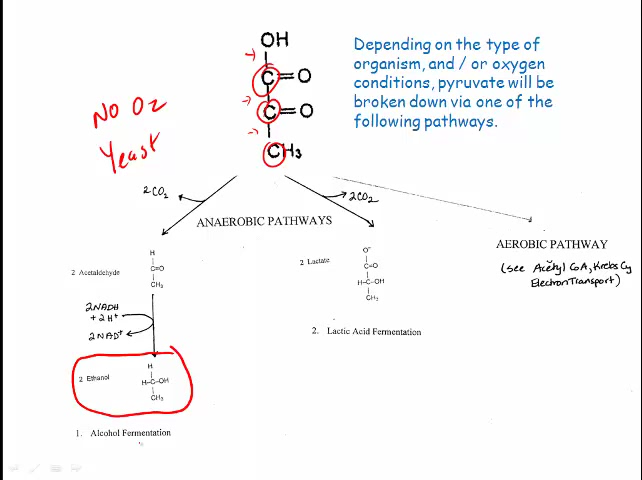 OH
C=O
C=O
CH3
Depending on the type of
organism, and / or oxygen
conditions, pyruvate will be
broken down via one of the
following pathways.
No O2
Yeast
2CO2
2CO2
ANAEROBIC PATHWAYS
AEROBIC PATHWAY
(see Acetyl CoA, Krebs Cy
Electron Transport)
2 Acetaldehyde
H
C=O
CH3
2 Lactate
O-
C=O
H-C-OH
CH3
2NADH
+ 2H+
2NAD+
2. Lactic Acid Fermentation
2 Ethanol
H
H-C-OH
CH3
1. Alcohol Fermentation